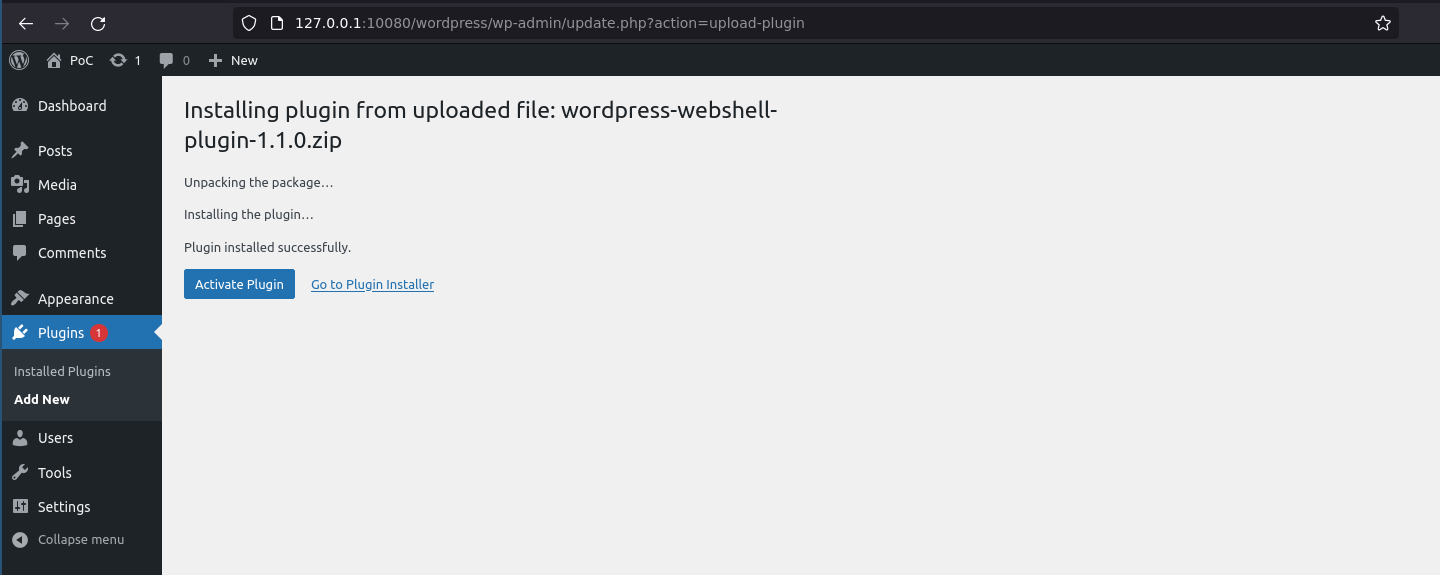 127.0.0.1:10080/wordpress/wp-admin/update.php?action=upload-plugin
PoC 1 0 New
Dashboard
Posts
Media
Pages
Comments
Appearance
Plugins 1
Installed Plugins
Add New
Users
Tools
Settings
Collapse menu
Installing plugin from uploaded file: wordpress-webshell-
plugin-1.1.0.zip
Unpacking the package…
Installing the plugin…
Plugin installed successfully.
Activate Plugin Go to Plugin Installer